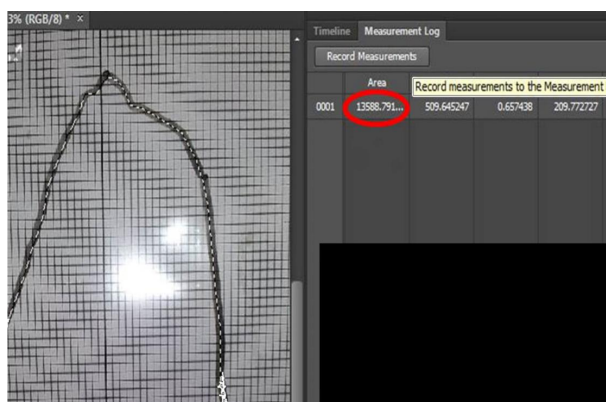 3% (RGB/8) * ×
Timeline Measurement Log
Record Measurements
Area
Record measurements to the Measurement
0001 13588.791... 509.645247 0.657438 209.772727